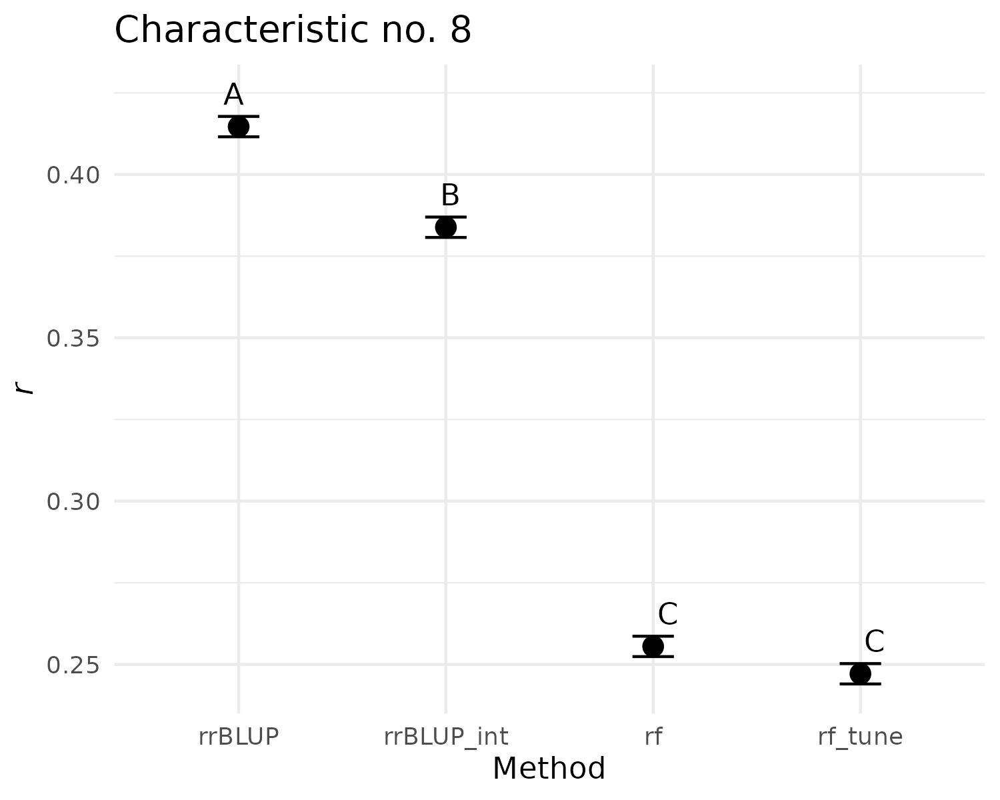 Characteristic no. 8
A
B
C
C
0.40
0.35
0.30
0.25
r
rrBLUP rrBLUP_int rf rf_tune
Method